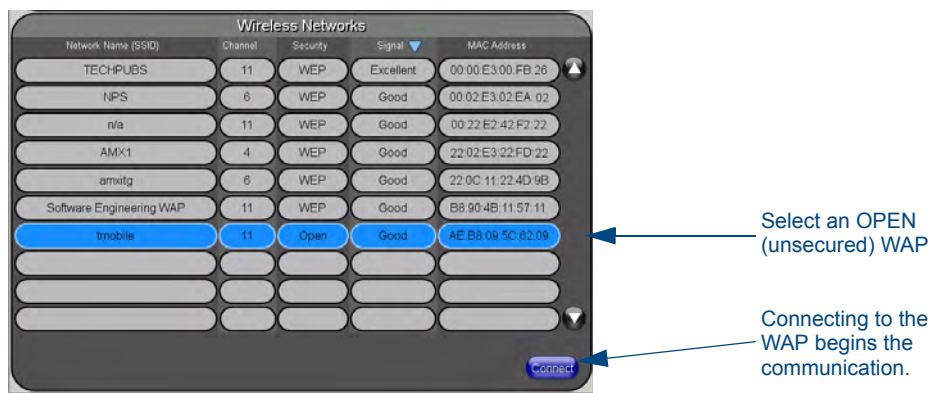 Wireless Networks
Network Name (SSID) Channel Security Signal MAC Address
TECHPUBS 11 WEP Excellent 00:00:E3:00:FB:26
NPS 6 WEP Good 00:02:E3:02:EA:02
n/a 11 WEP Good 00:22:E2:42:F2:22
AMX1 4 WEP Good 22:02:E3:22:FD:22
amxitg 6 WEP Good 22:0C:11:22:4D:9B
Software Engineering WAP 11 WEP Good B8:90:4B:11:57:11
tmobile 11 Open Good AE:B8:09:5C:62:09
Select an OPEN
(unsecured) WAP
Connecting to the
WAP begins the
communication.
Connect